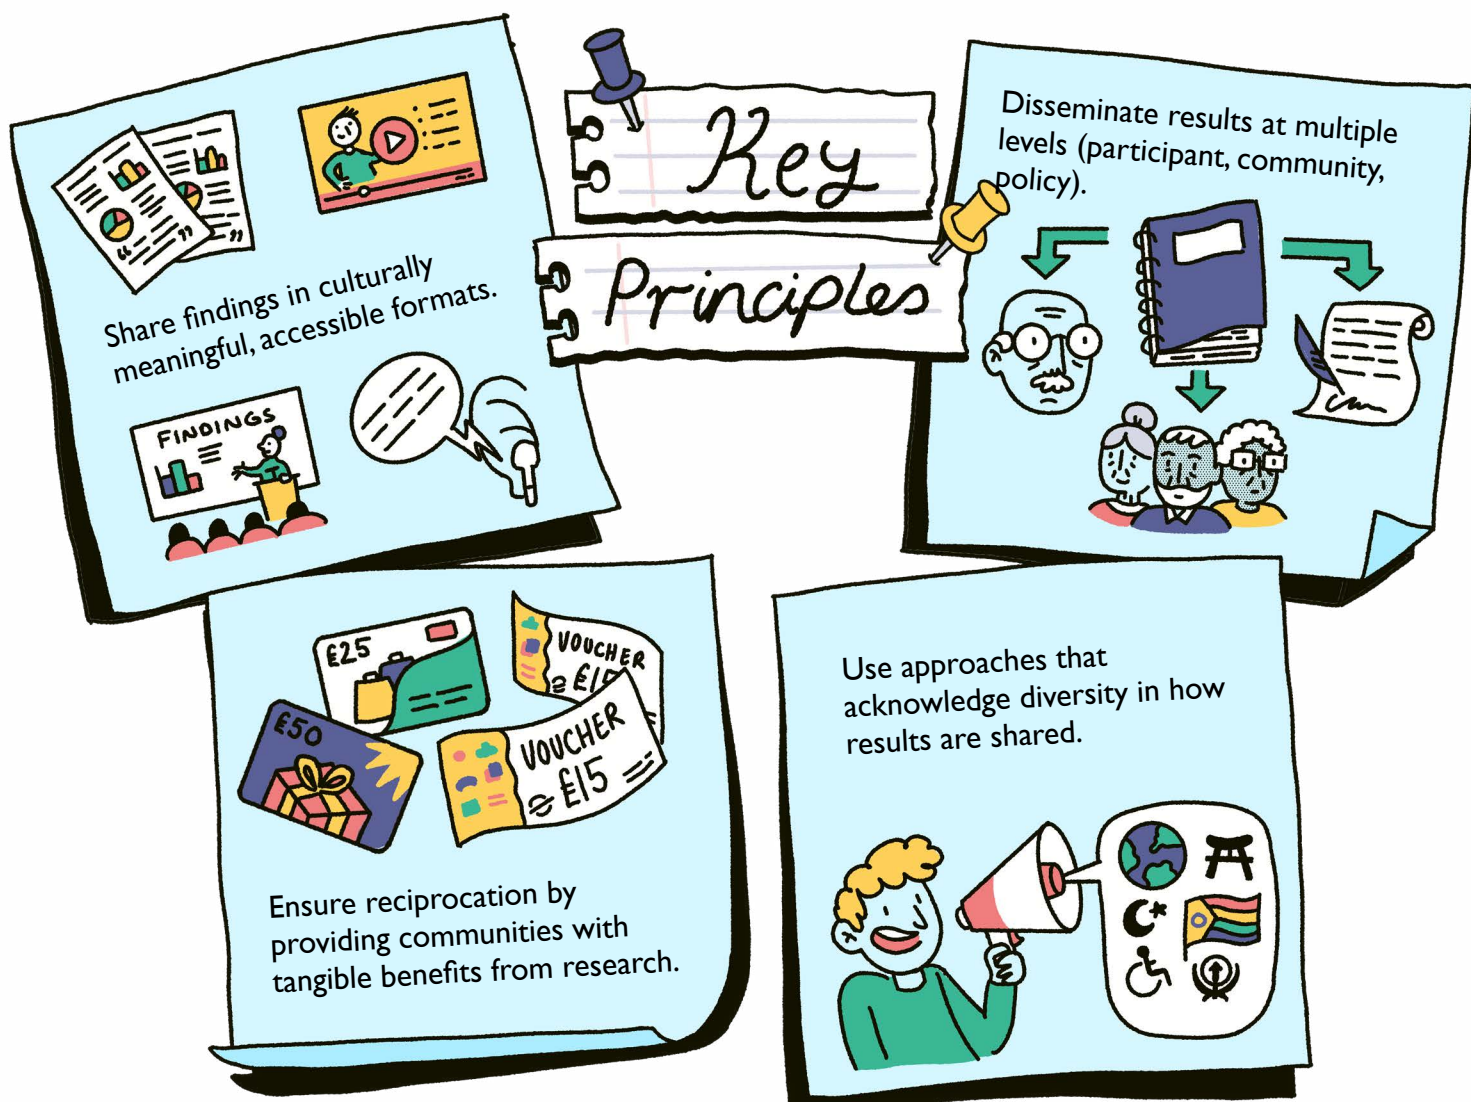 Key
Principles
Share findings in culturally
meaningful, accessible formats.
FINDINGS
Disseminate results at multiple
levels (participant, community,
policy).
£25
£50
VOUCHER
£15
VOUCHER
£15
Ensure reciprocation by
providing communities with
tangible benefits from research.
Use approaches that
acknowledge diversity in how
results are shared.